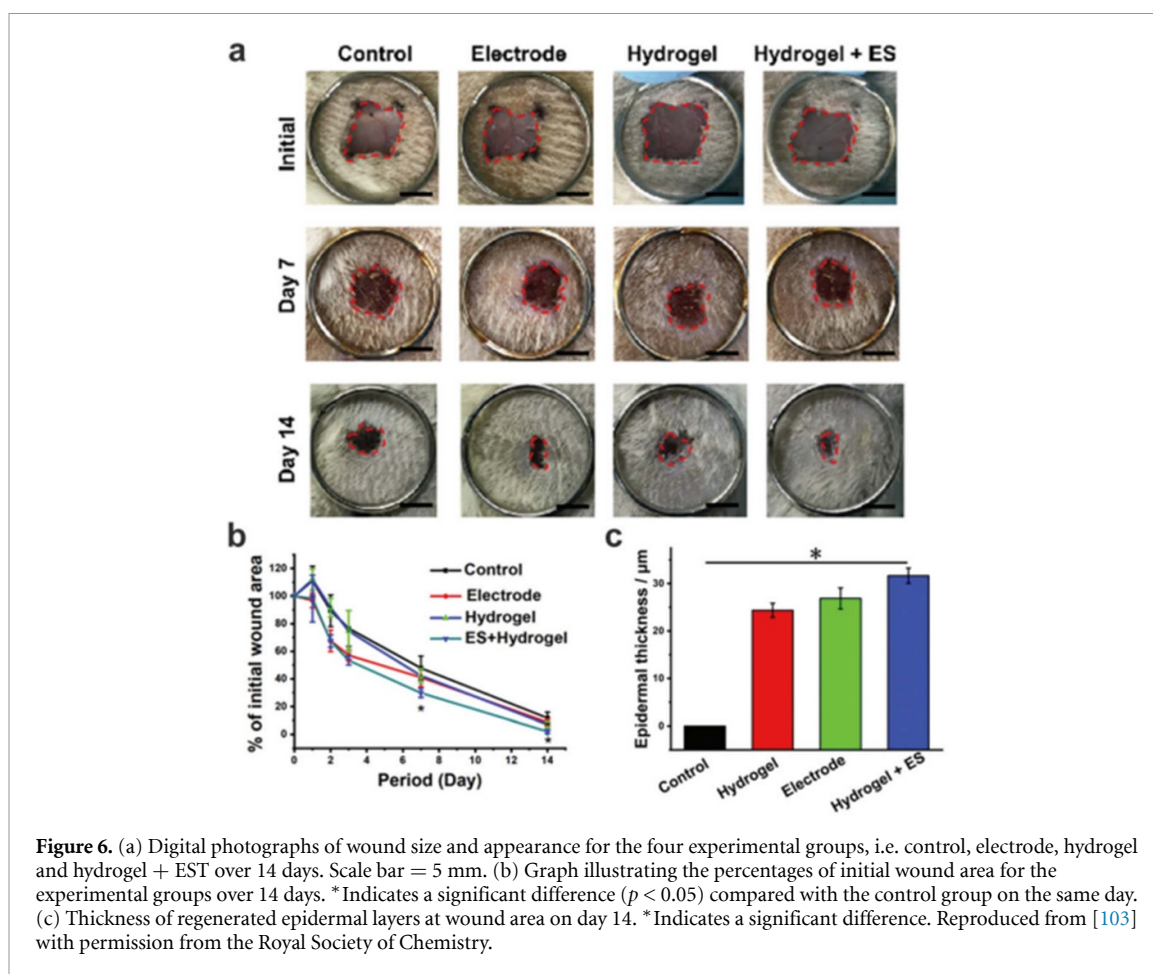 a
Control Electrode Hydrogel Hydrogel + ES
Initial
Day 7
Day 14
b
% of initial wound area
120
100
80
60
40
20
0
0 2 4 6 8 10 12 14
Period (Day)
Control
Electrode
Hydrogel
ES+Hydrogel
*
*
c
Epidermal thickness / μm
30
20
10
0
*
Control
Hydrogel
Electrode
Hydrogel + ES
Figure 6. (a) Digital photographs of wound size and appearance for the four experimental groups, i.e. control, electrode, hydrogel
and hydrogel + EST over 14 days. Scale bar = 5 mm. (b) Graph illustrating the percentages of initial wound area for the
experimental groups over 14 days. *Indicates a significant difference (p < 0.05) compared with the control group on the same day.
(c) Thickness of regenerated epidermal layers at wound area on day 14. *Indicates a significant difference. Reproduced from [103]
with permission from the Royal Society of Chemistry.